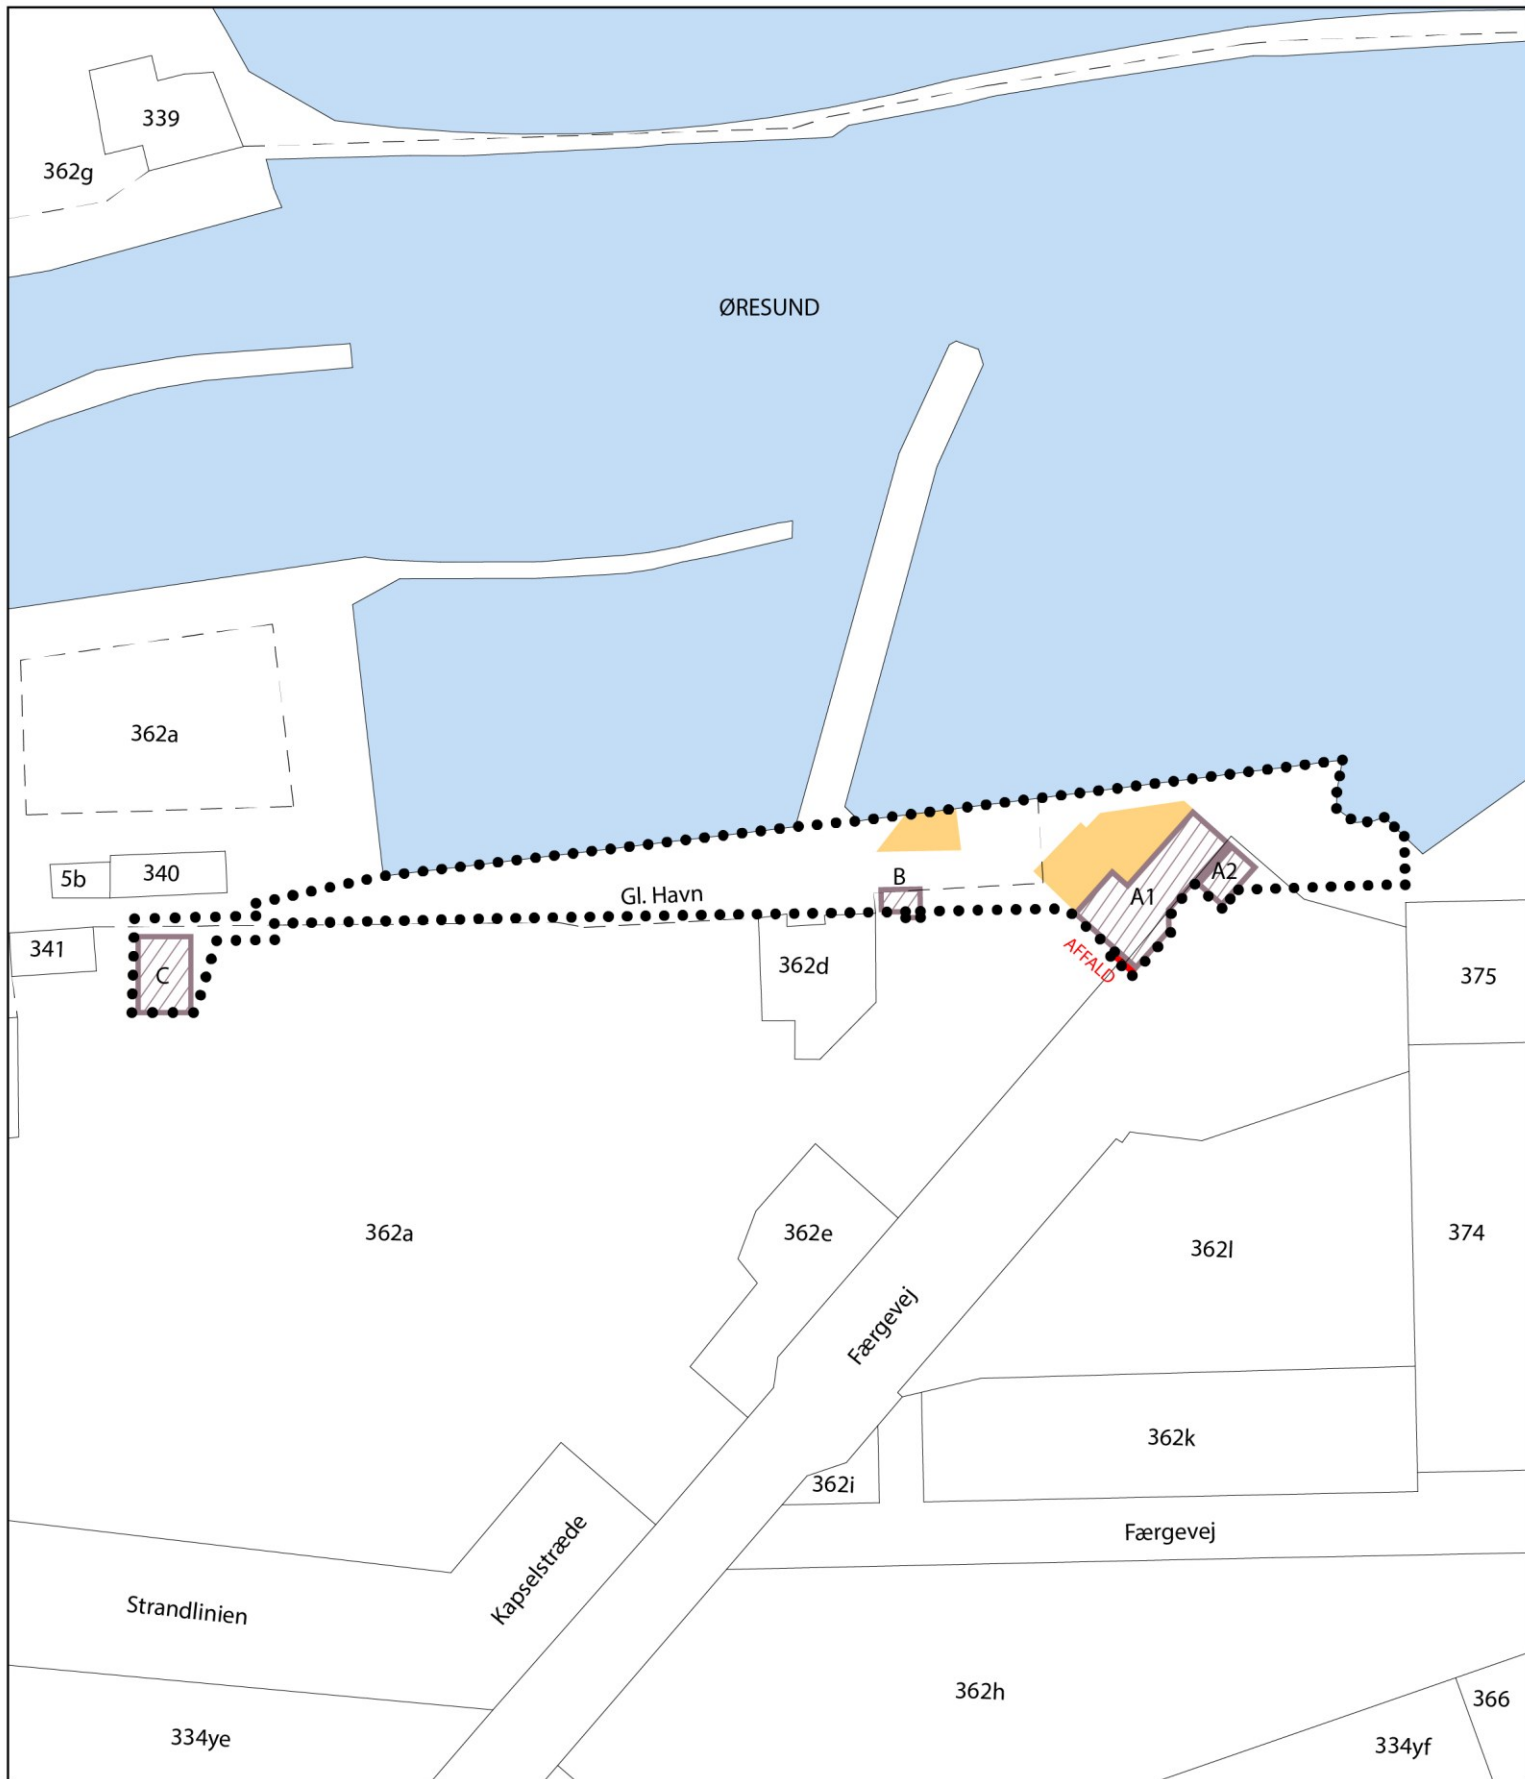 339
362g
ØRESUND
362a
5b
340
B
A2
A1
Gl. Havn
341
C
362d
AFFALD
375
362a
362e
362l
374
Færgevej
362k
362i
Færgevej
Kapselstræde
Strandlinien
362h
366
334ye
334yf